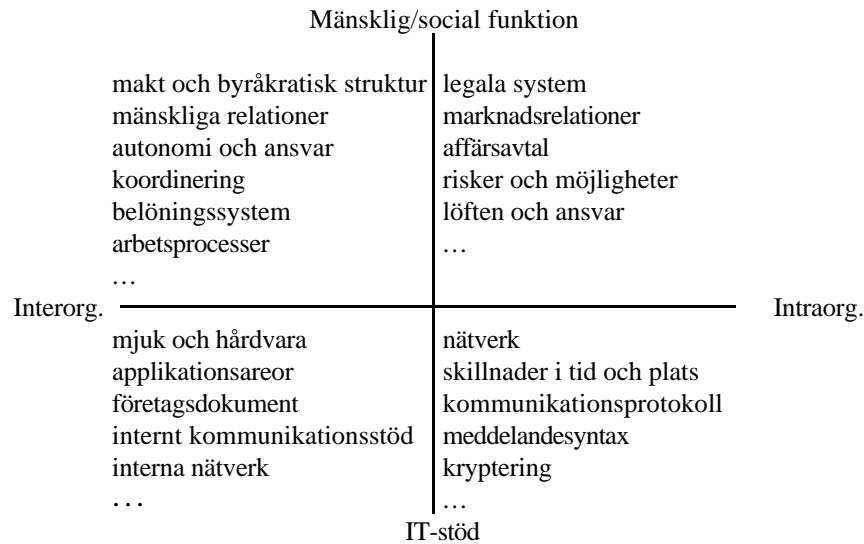 Mänsklig/social funktion
makt och byråkratisk struktur
mänskliga relationer
autonomi och ansvar
koordinering
belöningssystem
arbetsprocesser
…
legala system
marknadsrelationer
affärsavtal
risker och möjligheter
löften och ansvar
…
Interorg.
Intraorg.
mjuk och hårdvara
applikationsareor
företagsdokument
internt kommunikationsstöd
interna nätverk
...
nätverk
skillnader i tid och plats
kommunikationsprotokoll
meddelandesyntax
kryptering
…
IT-stöd